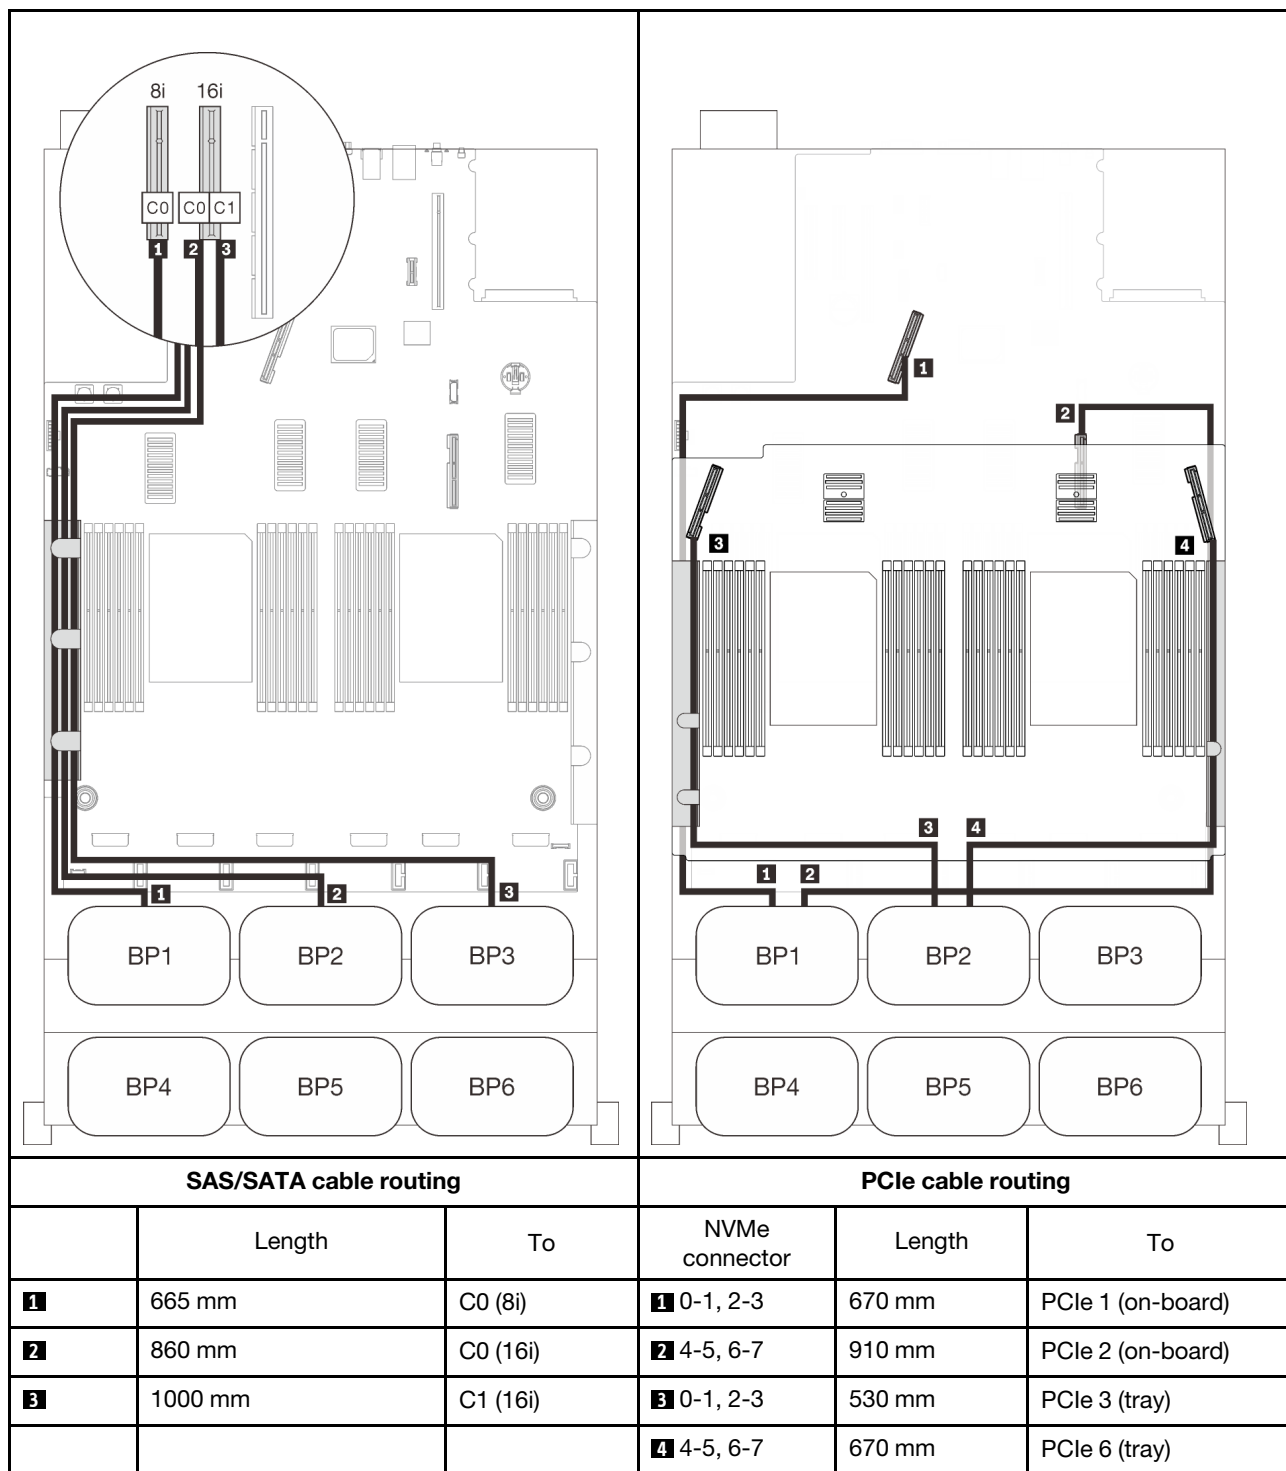 8i 16i
C0 C0 C1
1 2 3
1 2 3
BP1 BP2 BP3
BP4 BP5 BP6
1
2
3 4
3 4
1 2
BP1 BP2 BP3
BP4 BP5 BP6
SAS/SATA cable routing PCIe cable routing
Length To NVMe connector Length To
1 665 mm C0 (8i) 1 0-1, 2-3 670 mm PCIe 1 (on-board)
2 860 mm C0 (16i) 2 4-5, 6-7 910 mm PCIe 2 (on-board)
3 1000 mm C1 (16i) 3 0-1, 2-3 530 mm PCIe 3 (tray)
4 4-5, 6-7 670 mm PCIe 6 (tray)